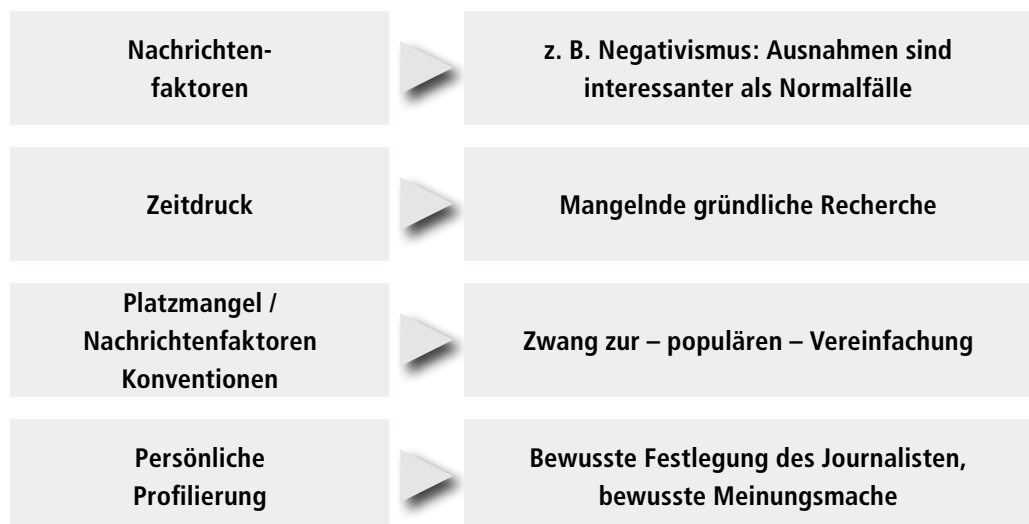 Nachrichten-
faktoren
z. B. Negativismus: Ausnahmen sind
interessanter als Normalfälle
Zeitdruck
Mangelnde gründliche Recherche
Platzmangel /
Nachrichtenfaktoren
Konventionen
Zwang zur – populären – Vereinfachung
Persönliche
Profilierung
Bewusste Festlegung des Journalisten,
bewusste Meinungsmache